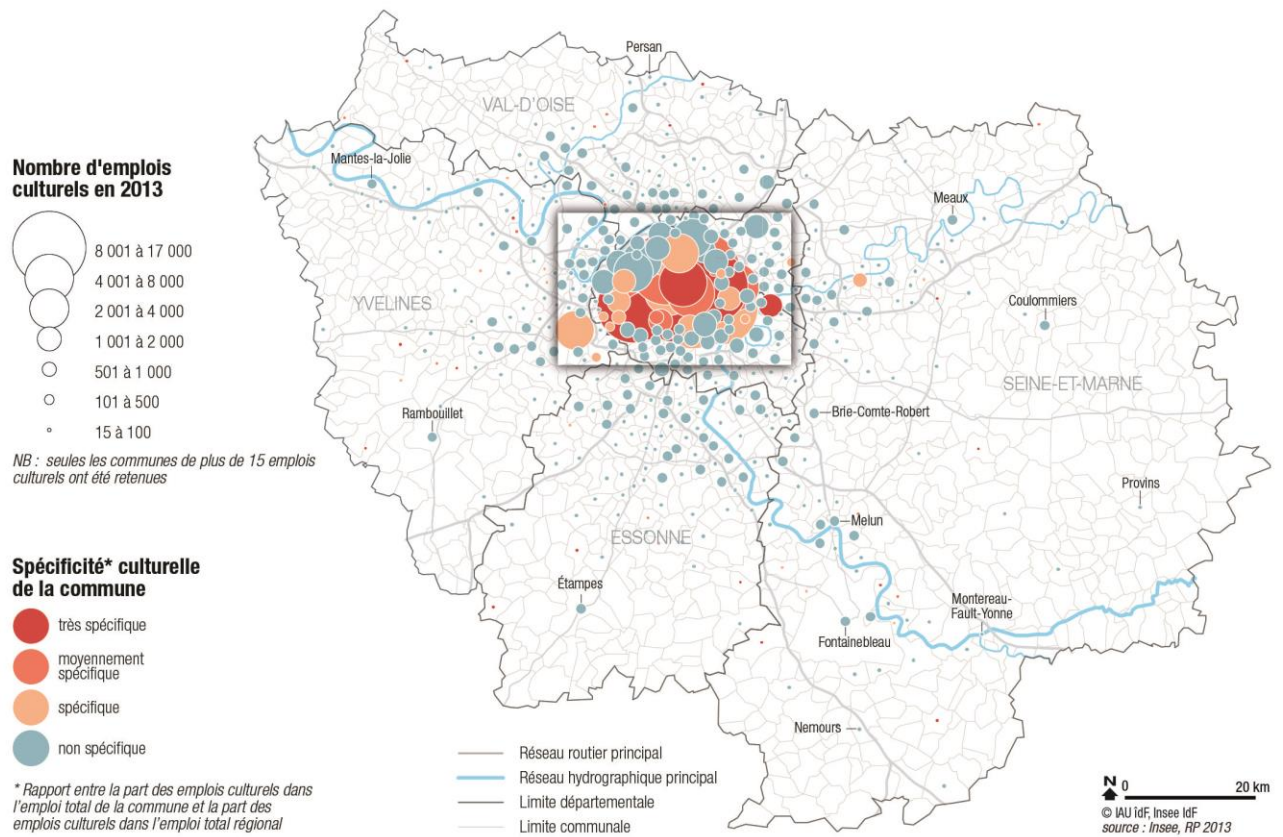 Persan
VAL-D'OISE
Nombre d'emplois
culturels en 2013
Mantes-la-Jolie
Meaux
8 001 à 17 000
4 001 à 8 000
2 001 à 4 000
1 001 à 2 000
501 à 1 000
101 à 500
15 à 100
NB : seules les communes de plus de 15 emplois
culturels ont été retenues
YVELINES
Coulommiers
SEINE-ET-MARNE
Rambouillet
Brie-Comte-Robert
Provins
Melun
ESSONNE
Étampes
Montereau-
Fault-Yonne
Fontainebleau
Nemours
Spécificité* culturelle
de la commune
très spécifique
moyennement
spécifique
spécifique
non spécifique
* Rapport entre la part des emplois culturels dans
l'emploi total de la commune et la part des
emplois culturels dans l'emploi total régional
Réseau routier principal
Réseau hydrographique principal
Limite départementale
Limite communale
N 0 20 km
© IAU îdF, Insee IdF
source : Insee, RP 2013